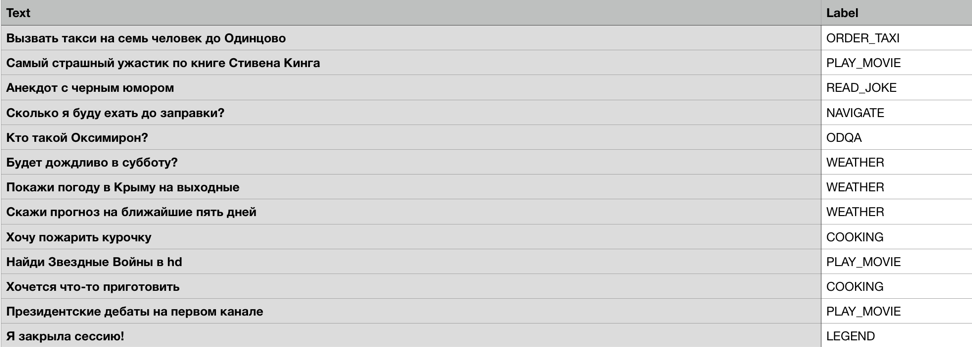 Text Label
Вызвать такси на семь человек до Одинцово ORDER_TAXI
Самый страшный ужастик по книге Стивена Кинга PLAY_MOVIE
Анекдот с черным юмором READ_JOKE
Сколько я буду ехать до заправки? NAVIGATE
Кто такой Оксимирон? ODQA
Будет дождливо в субботу? WEATHER
Покажи погоду в Крыму на выходные WEATHER
Скажи прогноз на ближайшие пять дней WEATHER
Хочу пожарить курочку COOKING
Найди Звездные Войны в hd PLAY_MOVIE
Хочется что-то приготовить COOKING
Президентские дебаты на первом канале PLAY_MOVIE
Я закрыла сессию! LEGEND